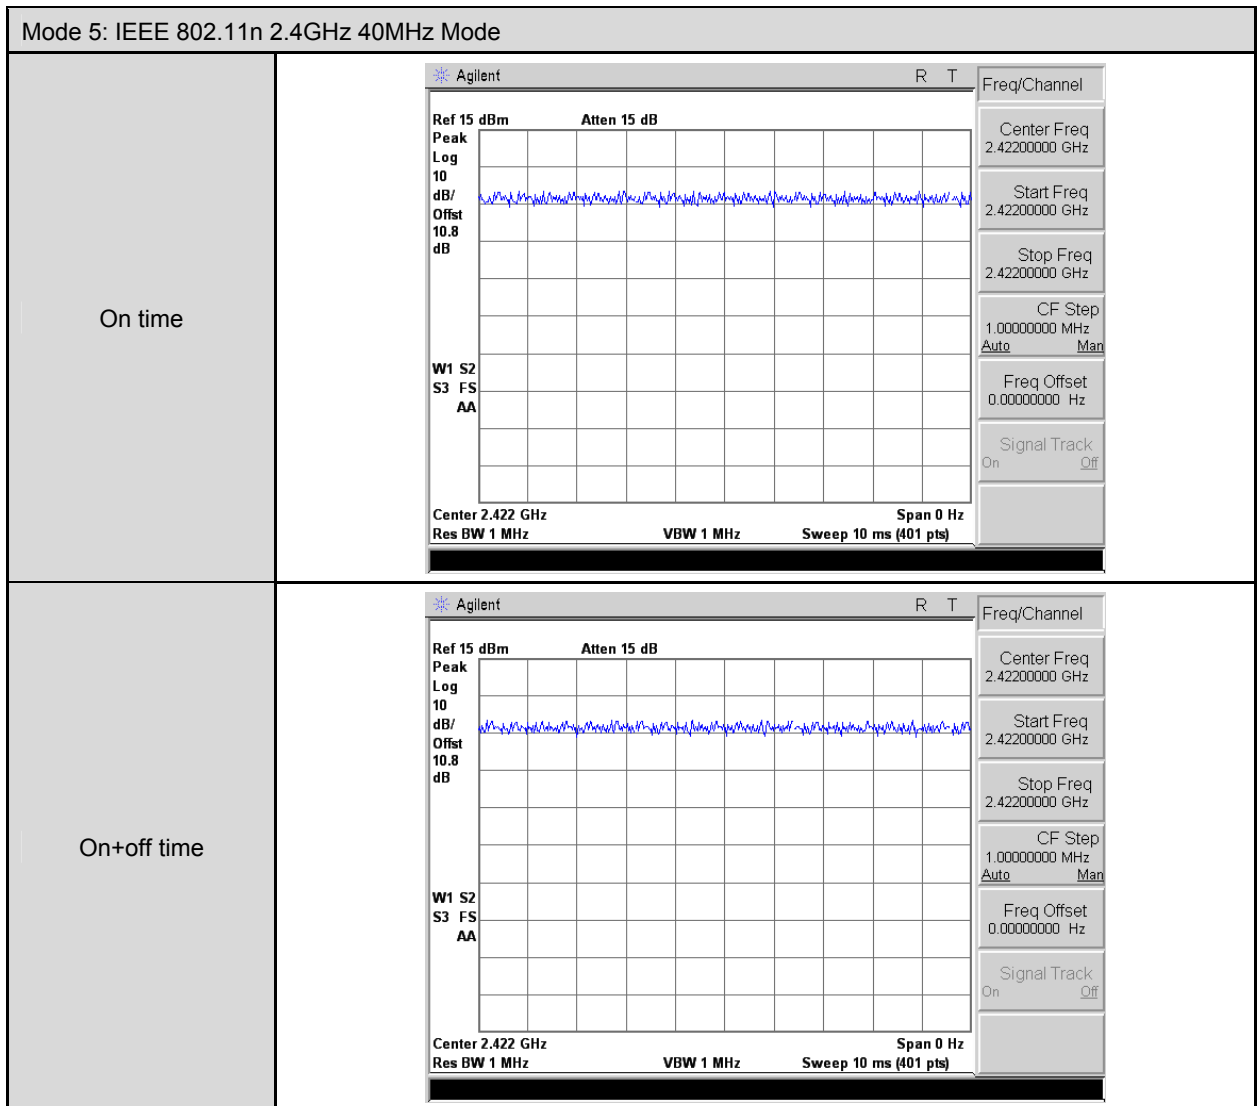 Mode 5: IEEE 802.11n 2.4GHz 40MHz Mode
On time
Agilent R T
Ref 15 dBm Atten 15 dB
Peak
Log
10
dB/
Offst
10.8
dB
W1 S2
S3 FS
AA
Center 2.422 GHz Span 0 Hz
Res BW 1 MHz VBW 1 MHz Sweep 10 ms (401 pts)
Freq/Channel
Center Freq
2.42200000 GHz
Start Freq
2.42200000 GHz
Stop Freq
2.42200000 GHz
CF Step
1.00000000 MHz
Auto Man
Freq Offset
0.00000000 Hz
Signal Track
On Off
On+off time
Agilent R T
Ref 15 dBm Atten 15 dB
Peak
Log
10
dB/
Offst
10.8
dB
W1 S2
S3 FS
AA
Center 2.422 GHz Span 0 Hz
Res BW 1 MHz VBW 1 MHz Sweep 10 ms (401 pts)
Freq/Channel
Center Freq
2.42200000 GHz
Start Freq
2.42200000 GHz
Stop Freq
2.42200000 GHz
CF Step
1.00000000 MHz
Auto Man
Freq Offset
0.00000000 Hz
Signal Track
On Off